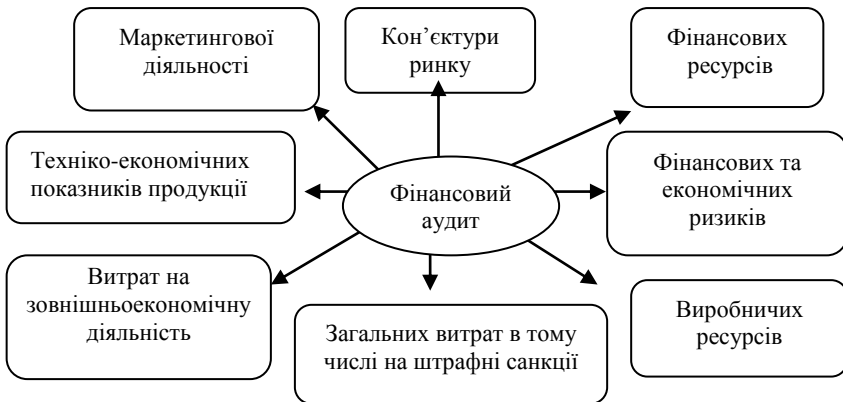 Маркетингової
діяльності
Кон’єктури
ринку
Фінансових
ресурсів
Техніко-економічних
показників продукції
Фінансовий
аудит
Фінансових та
економічних
ризиків
Витрат на
зовнішньоекономічну
діяльність
Загальних витрат в тому
числі на штрафні санкції
Виробничих
ресурсів